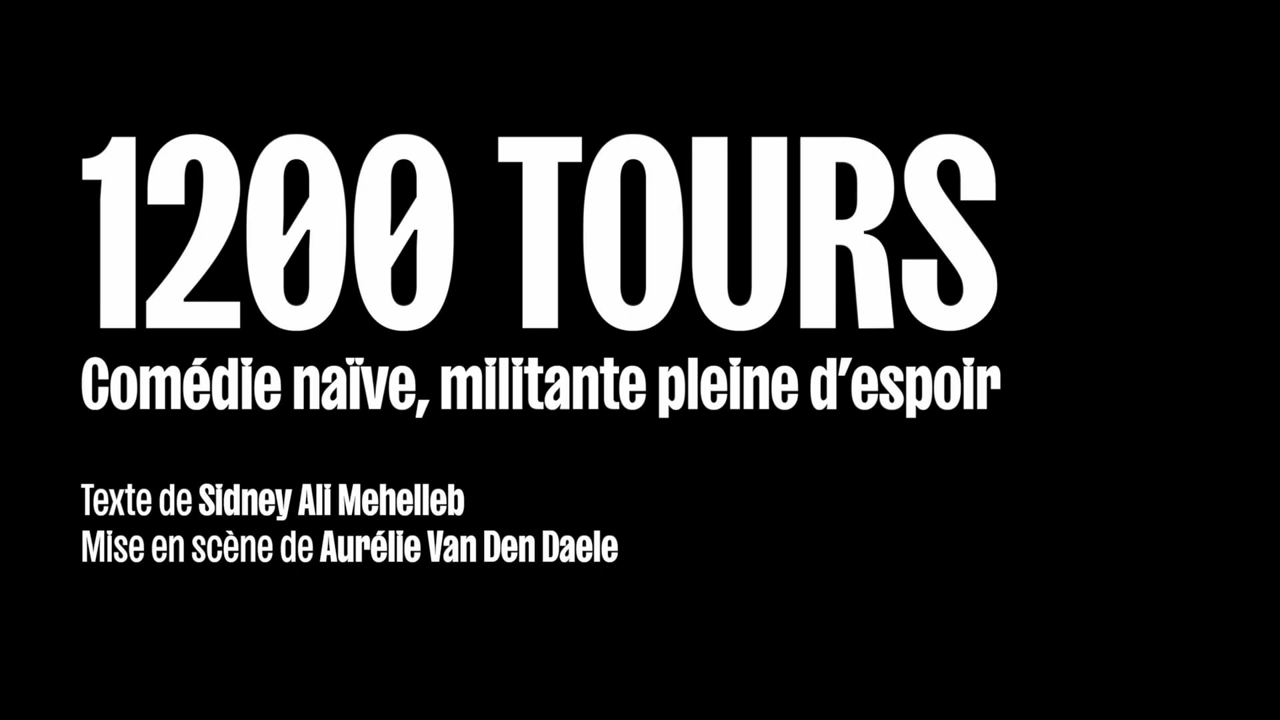 1200 TOURS
Comédie naïve, militante pleine d’espoir
Texte de Sidney Ali Mehelleb
Mise en scène de Aurélie Van Den Daele